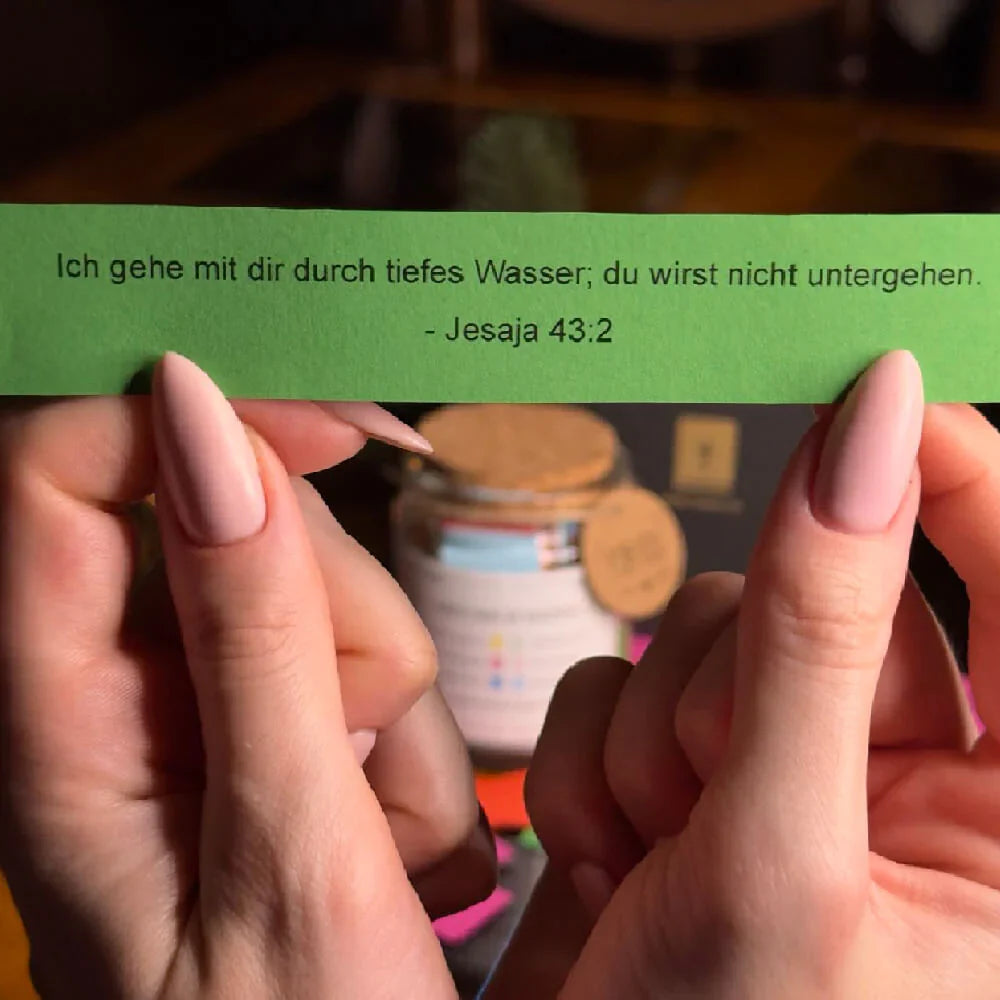 Ich gehe mit dir durch tiefes Wasser; du wirst nicht untergehen.
- Jesaja 43:2